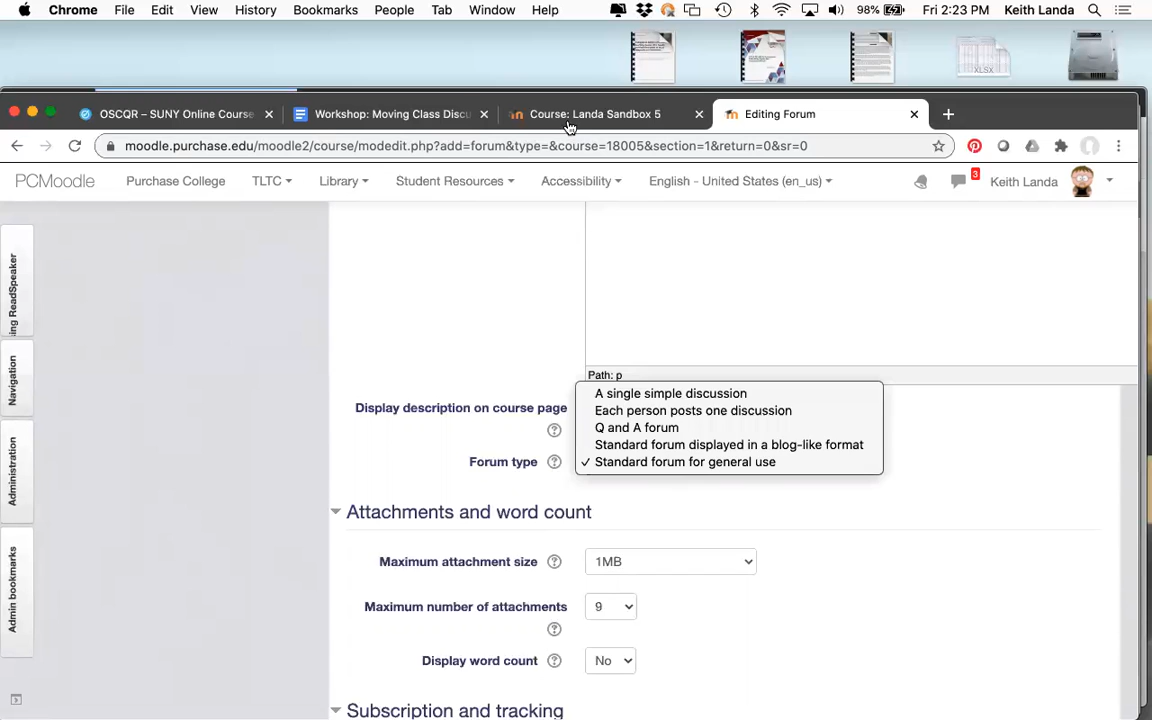 Chrome File Edit View History Bookmarks People Tab Window Help 98% Fri 2:23 PM Keith Landa
XLSX
OSCQR – SUNY Online Course Workshop: Moving Class Discu Course: Landa Sandbox 5 Editing Forum
moodle.purchase.edu/moodle2/course/modedit.php?add=forum&type=&course=18005&section=1&return=0&sr=0
PCMoodle Purchase College TLTC Library Student Resources Accessibility English - United States (en_us) 3 Keith Landa
ing ReadSpeaker
Navigation
Administration
Admin bookmarks
Path: p
Display description on course page
A single simple discussion
Each person posts one discussion
Q and A forum
Standard forum displayed in a blog-like format
Forum type ✓ Standard forum for general use
Attachments and word count
Maximum attachment size 1MB
Maximum number of attachments 9
Display word count No
Subscription and tracking